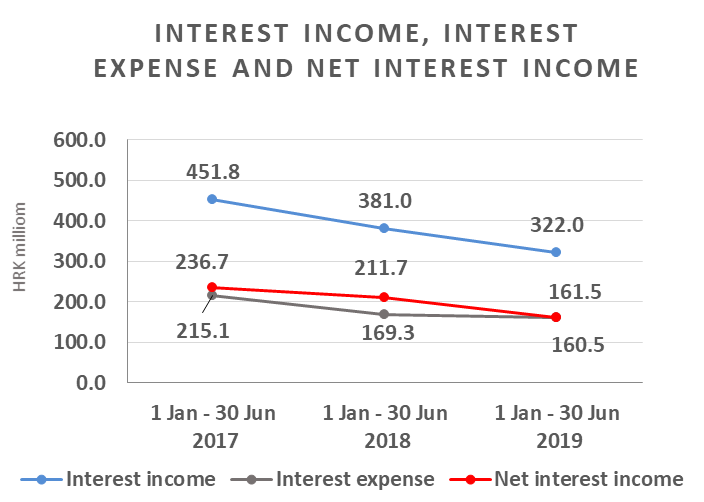 INTEREST INCOME, INTEREST
EXPENSE AND NET INTEREST INCOME
HRK milliom
600.0
500.0
400.0
300.0
200.0
100.0
0.0
451.8
381.0
322.0
236.7
211.7
161.5
215.1
169.3
160.5
1 Jan - 30 Jun
2017
1 Jan - 30 Jun
2018
1 Jan - 30 Jun
2019
Interest income
Interest expense
Net interest income